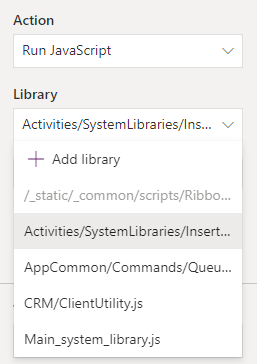 Action
Run JavaScript
Library
Activities/SystemLibraries/Ins...
Add library
/_static/_common/scripts/Ribbo...
Activities/SystemLibraries/Insert...
AppCommon/Commands/Queu...
CRM/ClientUtility.js
Main_system_library.js